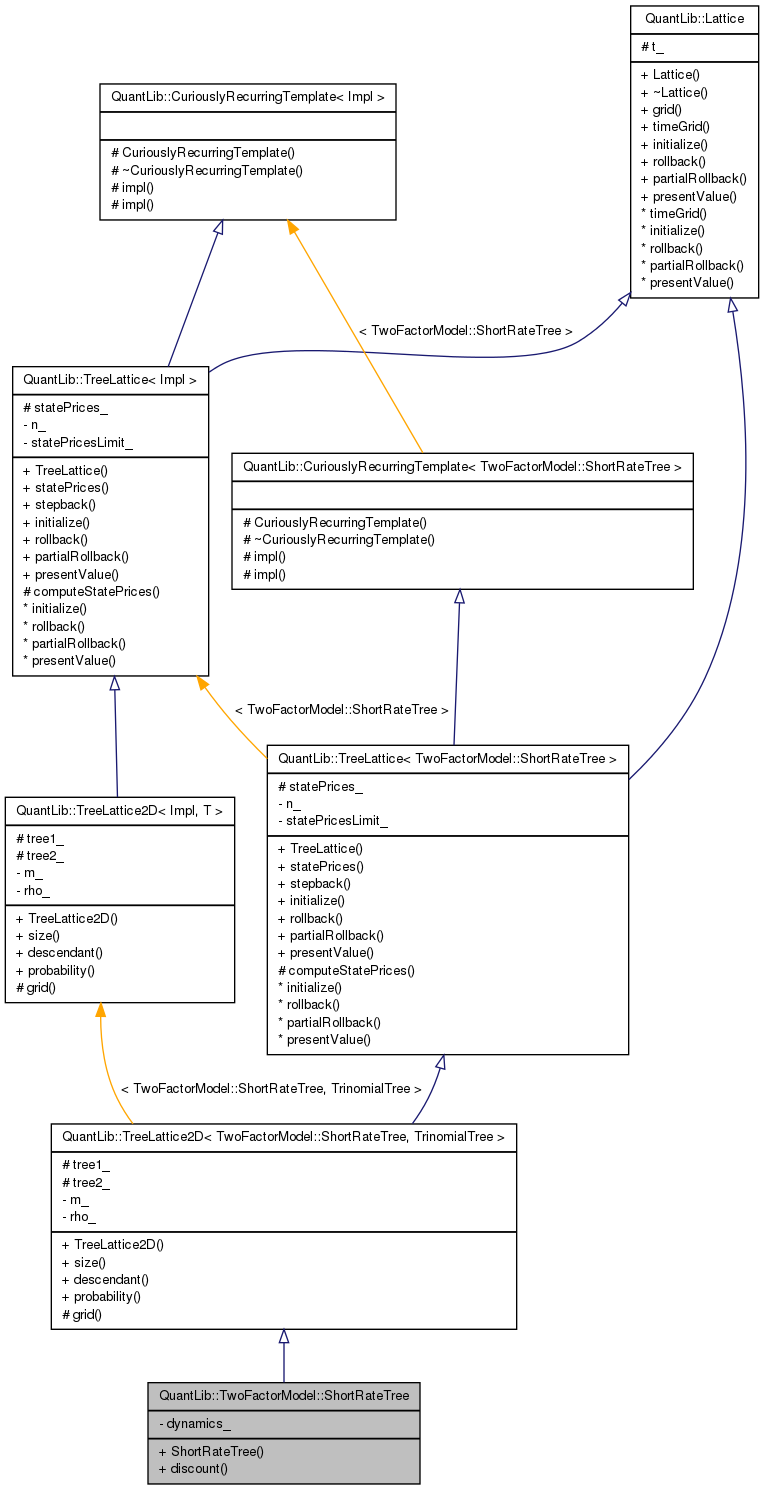 QuantLib::Lattice
# t_
+ Lattice()
+ ~Lattice()
+ grid()
+ timeGrid()
+ initialize()
+ rollback()
+ partialRollback()
+ presentValue()
* timeGrid()
* initialize()
* rollback()
* partialRollback()
* presentValue()
QuantLib::CuriouslyRecurringTemplate< Impl >
# CuriouslyRecurringTemplate()
# ~CuriouslyRecurringTemplate()
# impl()
# impl()
< TwoFactorModel::ShortRateTree >
QuantLib::TreeLattice< Impl >
# statePrices_
- n_
- statePricesLimit_
+ TreeLattice()
+ statePrices()
+ stepback()
+ initialize()
+ rollback()
+ partialRollback()
+ presentValue()
# computeStatePrices()
* initialize()
* rollback()
* partialRollback()
* presentValue()
QuantLib::CuriouslyRecurringTemplate< TwoFactorModel::ShortRateTree >
# CuriouslyRecurringTemplate()
# ~CuriouslyRecurringTemplate()
# impl()
# impl()
< TwoFactorModel::ShortRateTree >
QuantLib::TreeLattice< TwoFactorModel::ShortRateTree >
# statePrices_
- n_
- statePricesLimit_
+ TreeLattice()
+ statePrices()
+ stepback()
+ initialize()
+ rollback()
+ partialRollback()
+ presentValue()
# computeStatePrices()
* initialize()
* rollback()
* partialRollback()
* presentValue()
QuantLib::TreeLattice2D< Impl, T >
# tree1_
# tree2_
- m_
- rho_
+ TreeLattice2D()
+ size()
+ descendant()
+ probability()
# grid()
< TwoFactorModel::ShortRateTree, TrinomialTree >
QuantLib::TreeLattice2D< TwoFactorModel::ShortRateTree, TrinomialTree >
# tree1_
# tree2_
- m_
- rho_
+ TreeLattice2D()
+ size()
+ descendant()
+ probability()
# grid()
QuantLib::TwoFactorModel::ShortRateTree
- dynamics_
+ ShortRateTree()
+ discount()